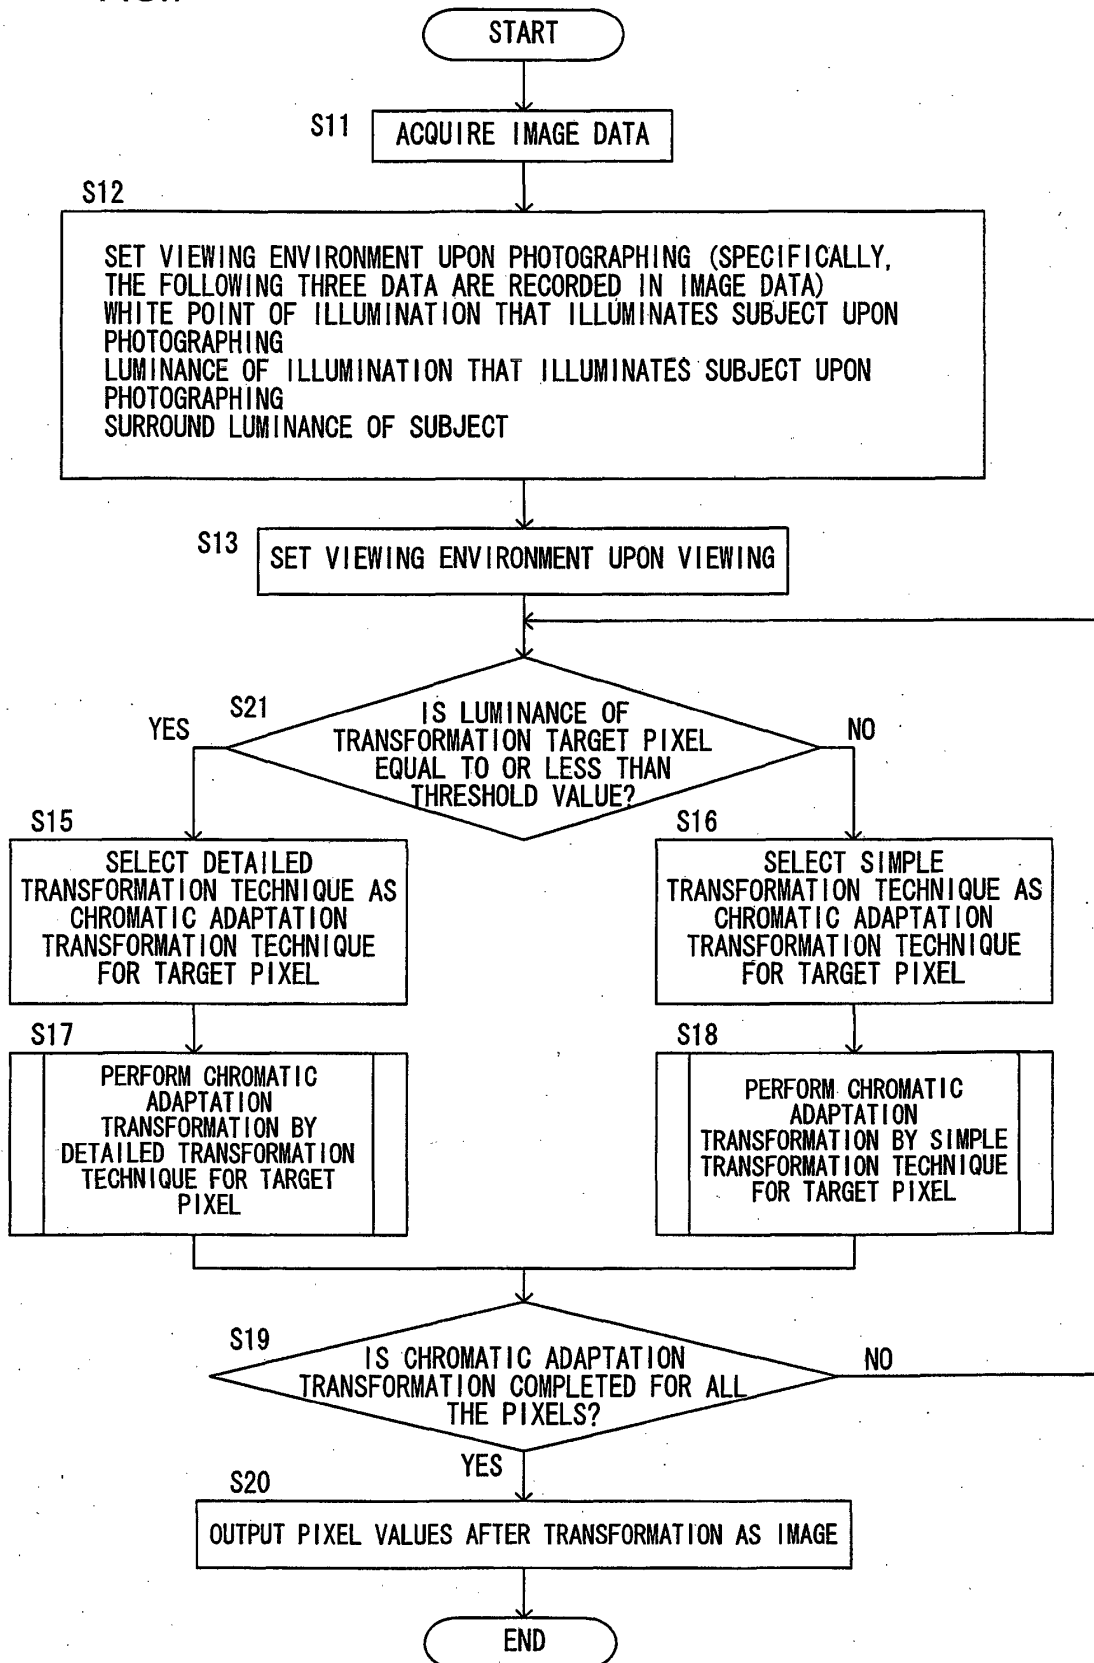 START
S11
ACQUIRE IMAGE DATA
S12
SET VIEWING ENVIRONMENT UPON PHOTOGRAPHING (SPECIFICALLY,
THE FOLLOWING THREE DATA ARE RECORDED IN IMAGE DATA)
WHITE POINT OF ILLUMINATION THAT ILLUMINATES SUBJECT UPON
PHOTOGRAPHING
LUMINANCE OF ILLUMINATION THAT ILLUMINATES SUBJECT UPON
PHOTOGRAPHING
SURROUND LUMINANCE OF SUBJECT
S13
SET VIEWING ENVIRONMENT UPON VIEWING
S21
YES
NO
IS LUMINANCE OF
TRANSFORMATION TARGET PIXEL
EQUAL TO OR LESS THAN
THRESHOLD VALUE?
S15
SELECT DETAILED
TRANSFORMATION TECHNIQUE AS
CHROMATIC ADAPTATION
TRANSFORMATION TECHNIQUE
FOR TARGET PIXEL
S16
SELECT SIMPLE
TRANSFORMATION TECHNIQUE AS
CHROMATIC ADAPTATION
TRANSFORMATION TECHNIQUE
FOR TARGET PIXEL
S17
PERFORM CHROMATIC
ADAPTATION
TRANSFORMATION BY
DETAILED TRANSFORMATION
TECHNIQUE FOR TARGET
PIXEL
S18
PERFORM CHROMATIC
ADAPTATION
TRANSFORMATION BY SIMPLE
TRANSFORMATION TECHNIQUE
FOR TARGET PIXEL
S19
IS CHROMATIC ADAPTATION
TRANSFORMATION COMPLETED FOR ALL
THE PIXELS?
NO
YES
S20
OUTPUT PIXEL VALUES AFTER TRANSFORMATION AS IMAGE
END